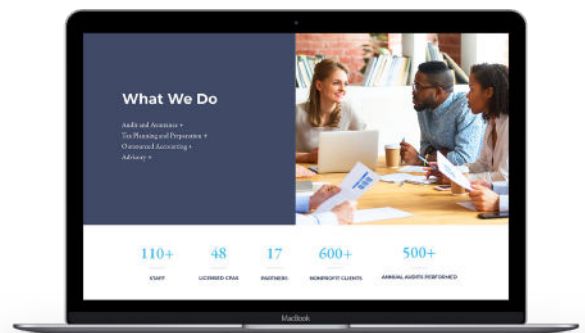 What We Do
Audit and Assurance +
Tax Planning and Preparation +
Outsourced Accounting +
Advisory +
110+ 48 17 600+ 500+
STAFF LICENSED CPAS PARTNERS NONPROFIT CLIENTS ANNUAL AUDITS PERFORMED
MacBook